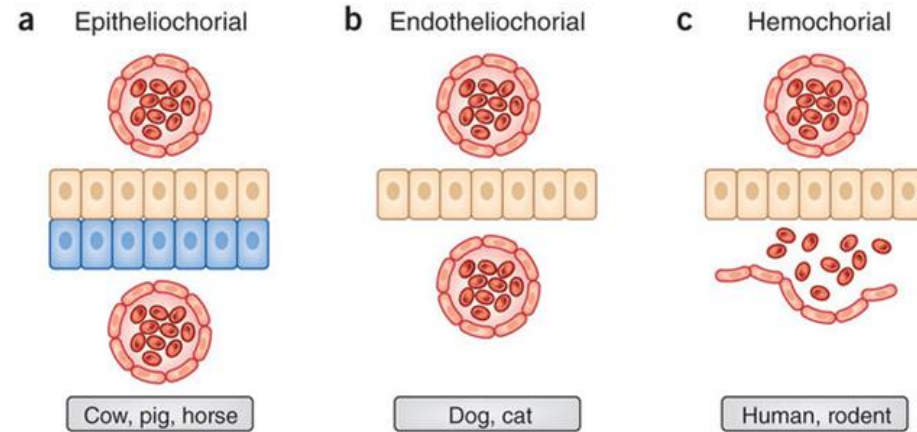 a Epitheliochorial
b Endotheliochorial
c Hemochorial
Cow, pig, horse
Dog, cat
Human, rodent